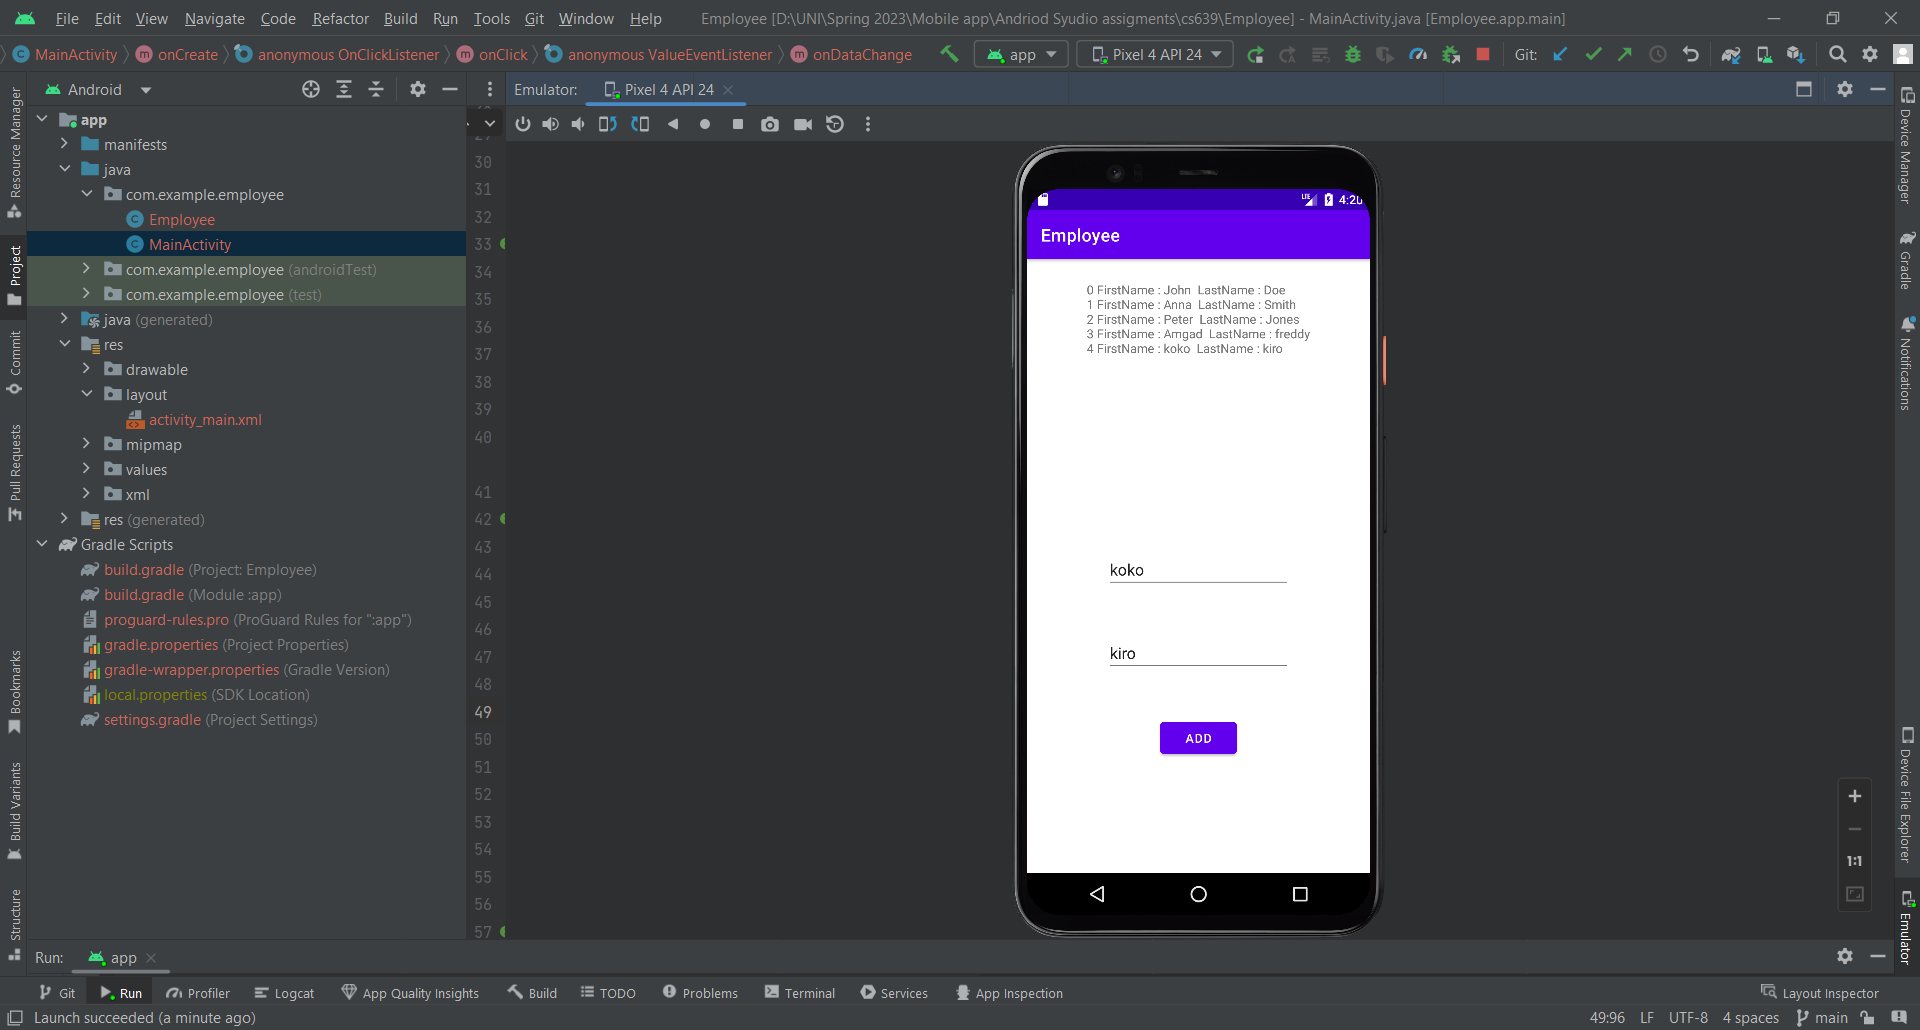 File Edit View Navigate Code Refactor Build Run Tools Git Window Help Employee [D:\UNI\Spring 2023\Mobile app\Andriod Syudio assigments\cs639\Employee] - MainActivity.java [Employee.app.main]
MainActivity onCreate anonymous OnClickListener onClick anonymous ValueEventListener onDataChange app Pixel 4 API 24 Git:
Android
Emulator: Pixel 4 API 24
app
manifests
java
com.example.employee
Employee
MainActivity
com.example.employee (androidTest)
com.example.employee (test)
java (generated)
res
drawable
layout
activity_main.xml
mipmap
values
xml
res (generated)
Gradle Scripts
build.gradle (Project: Employee)
build.gradle (Module :app)
proguard-rules.pro (ProGuard Rules for ":app")
gradle.properties (Project Properties)
gradle-wrapper.properties (Gradle Version)
local.properties (SDK Location)
settings.gradle (Project Settings)
Resource Manager
Project
Commit
Pull Requests
Bookmarks
Build Variants
Structure
30
31
32
33
34
35
36
37
38
39
40
41
42
43
44
45
46
47
48
49
50
51
52
53
54
55
56
57
LTE 4:20
Employee
0 FirstName : John LastName : Doe
1 FirstName : Anna LastName : Smith
2 FirstName : Peter LastName : Jones
3 FirstName : Amgad LastName : freddy
4 FirstName : koko LastName : kiro
koko
kiro
ADD
1:1
Device Manager
Gradle
Notifications
Device File Explorer
Emulator
Run: app
Git Run Profiler Logcat App Quality Insights Build TODO Problems Terminal Services App Inspection Layout Inspector
Launch succeeded (a minute ago) 49:96 LF UTF-8 4 spaces main